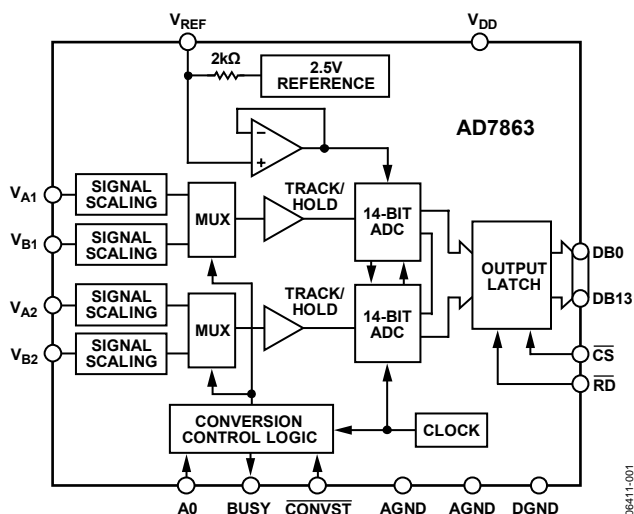 VREF
VDD
2kΩ
2.5V
REFERENCE
AD7863
VA1
SIGNAL
SCALING
MUX
TRACK/
HOLD
14-BIT
ADC
VB1
SIGNAL
SCALING
OUTPUT
LATCH
DB0
DB13
VA2
SIGNAL
SCALING
MUX
TRACK/
HOLD
14-BIT
ADC
VB2
SIGNAL
SCALING
CS
RD
CONVERSION
CONTROL LOGIC
CLOCK
A0
BUSY
CONVST
AGND
AGND
DGND
06411-001